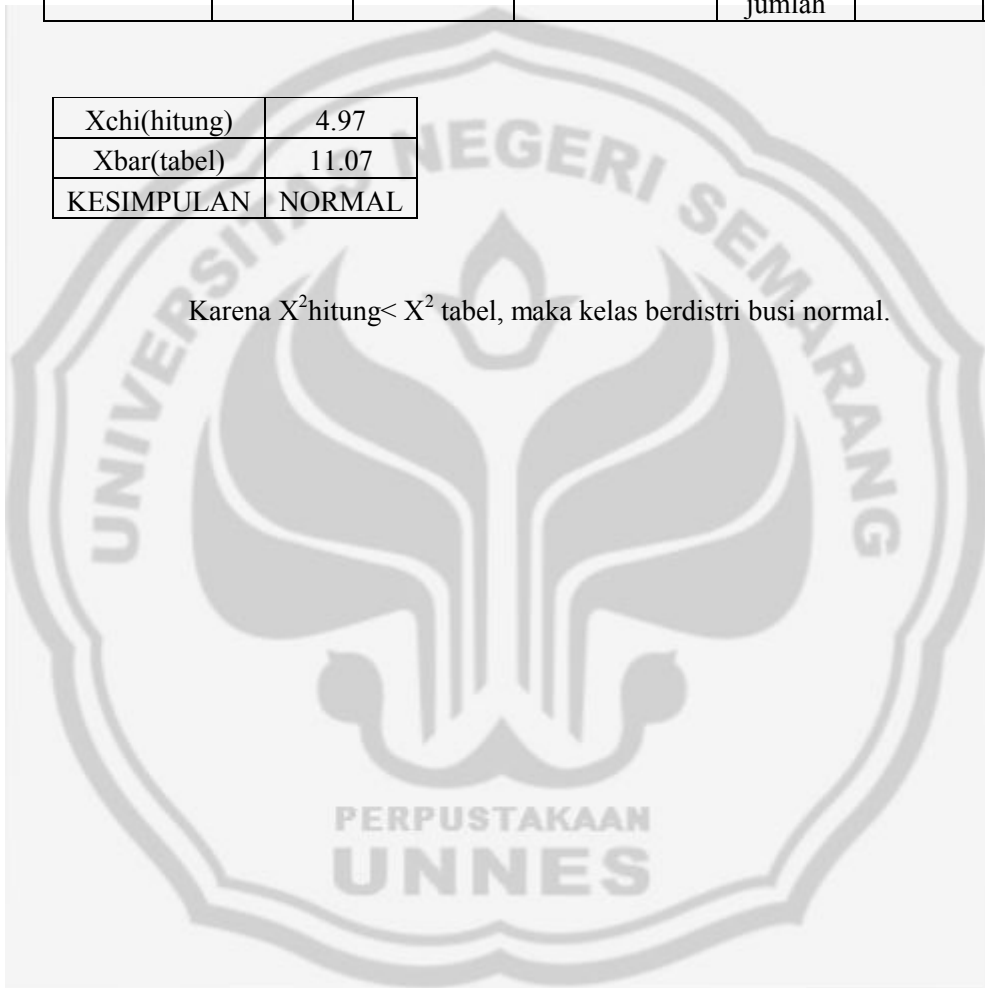 jumlah
Xchi(hitung) 4.97
Xbar(tabel) 11.07
KESIMPULAN NORMAL
Karena X²hitung< X² tabel, maka kelas berdistri busi normal.
UNIVERSITAS NEGERI SEMARANG
PERPUSTAKAAN
UNNES